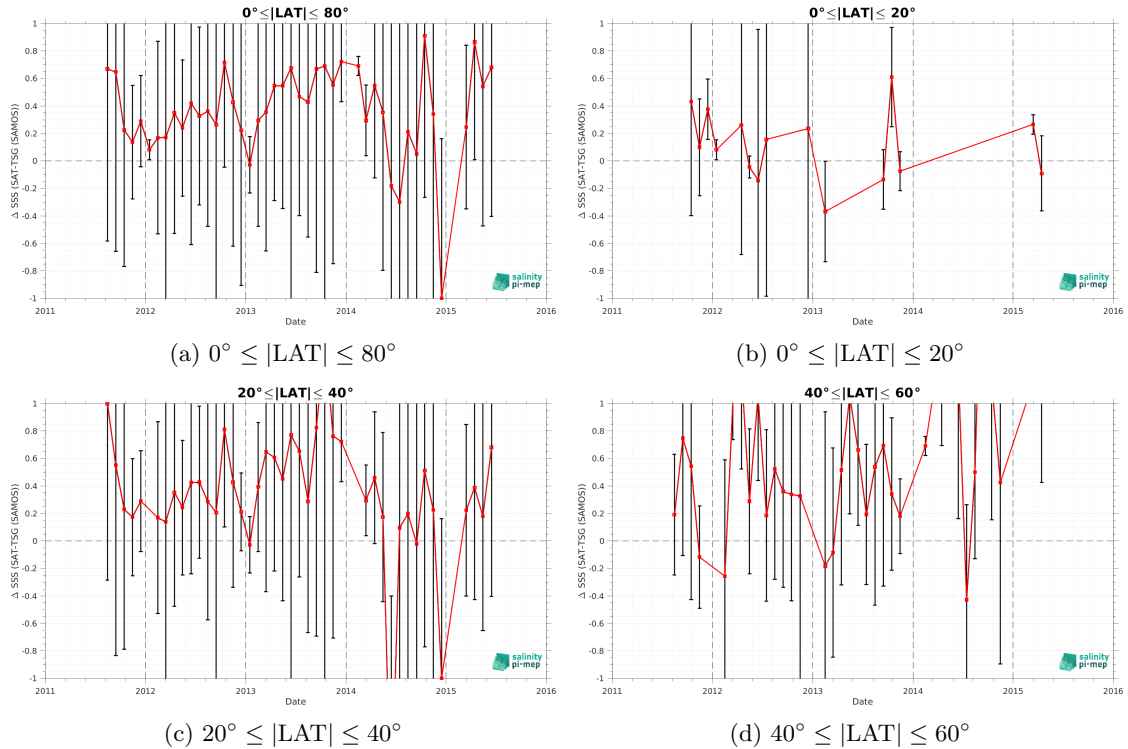 0°≤|LAT|≤ 80°
Δ SSS (SAT-TSG (SAMOS))
1
0.8
0.6
0.4
0.2
0
-0.2
-0.4
-0.6
-0.8
-1
2011
2012
2013
2014
2015
2016
Date
salinity
pi-mep
(a) 0° ≤ |LAT| ≤ 80°
0°≤|LAT|≤ 20°
Δ SSS (SAT-TSG (SAMOS))
1
0.8
0.6
0.4
0.2
0
-0.2
-0.4
-0.6
-0.8
-1
2011
2012
2013
2014
2015
2016
Date
salinity
pi-mep
(b) 0° ≤ |LAT| ≤ 20°
20°≤|LAT|≤ 40°
Δ SSS (SAT-TSG (SAMOS))
1
0.8
0.6
0.4
0.2
0
-0.2
-0.4
-0.6
-0.8
-1
2011
2012
2013
2014
2015
2016
Date
salinity
pi-mep
(c) 20° ≤ |LAT| ≤ 40°
40°≤|LAT|≤ 60°
Δ SSS (SAT-TSG (SAMOS))
1
0.8
0.6
0.4
0.2
0
-0.2
-0.4
-0.6
-0.8
-1
2011
2012
2013
2014
2015
2016
Date
salinity
pi-mep
(d) 40° ≤ |LAT| ≤ 60°